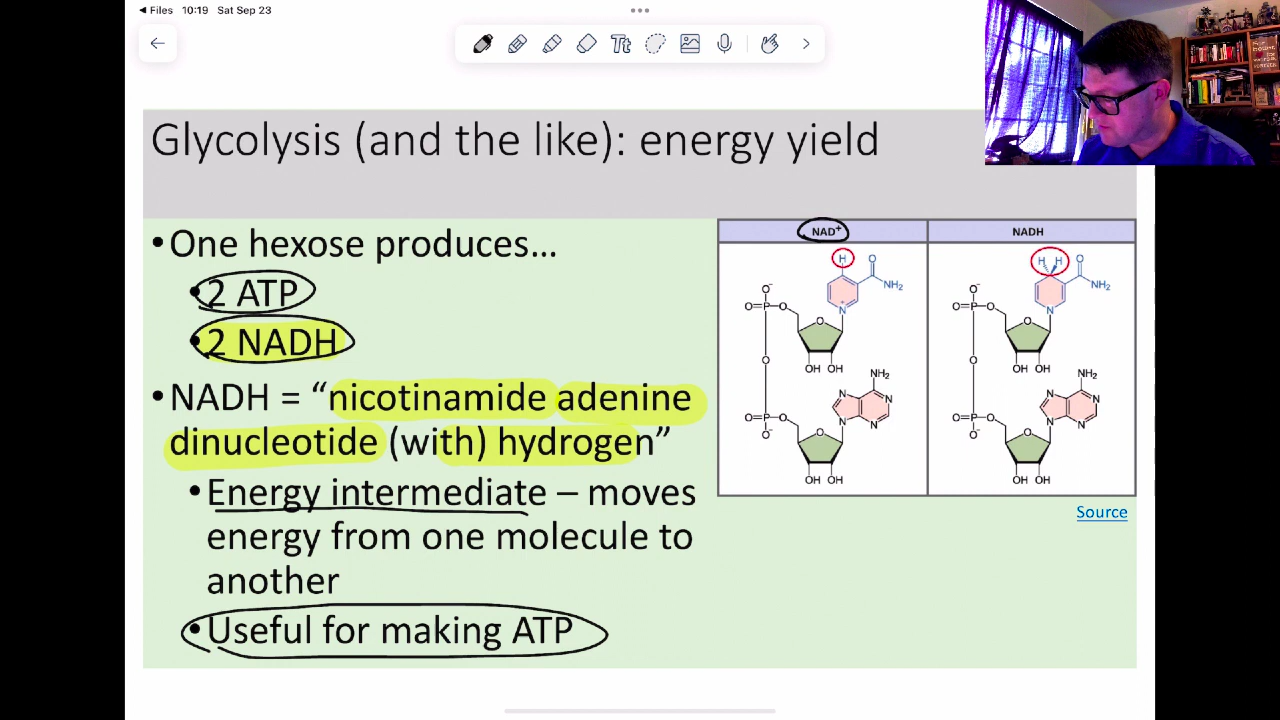 Files 10:19 Sat Sep 23
Tt
Glycolysis (and the like): energy yield
•One hexose produces…
•2 ATP
•2 NADH
•NADH = “nicotinamide adenine
dinucleotide (with) hydrogen”
•Energy intermediate – moves
energy from one molecule to
another
•Useful for making ATP
NAD+ NADH
H O
NH₂
N+
O⁻
O=P–O
O
OH OH
O
NH₂
N N
N N
O=P–O
O⁻
O
OH OH
H H O
NH₂
N
O⁻
O=P–O
O
OH OH
O
NH₂
N N
N N
O=P–O
O⁻
O
OH OH
Source